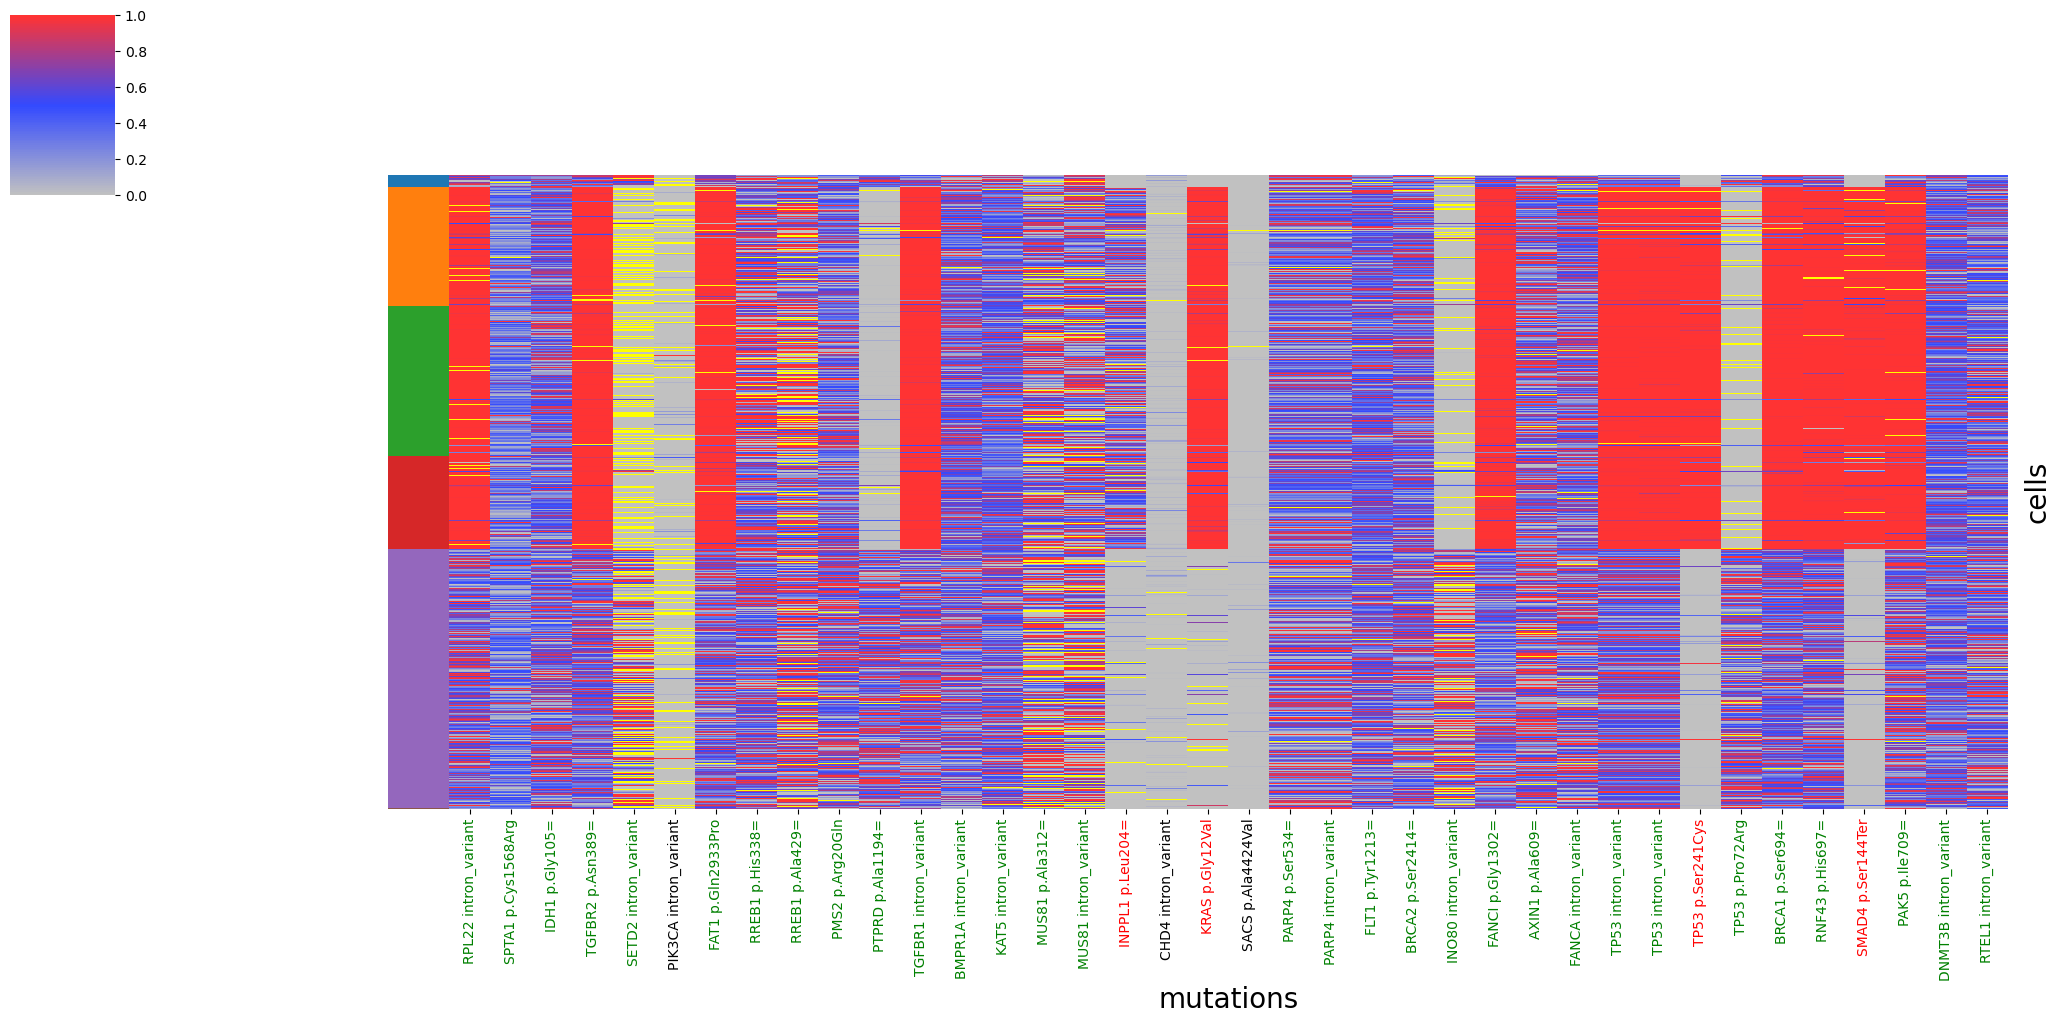 1.0
0.8
0.6
0.4
0.2
0.0
cells
RPL22 intron_variant
SPTA1 p.Cys1568Arg
IDH1 p.Gly105=
TGFBR2 p.Asn389=
SETD2 intron_variant
PIK3CA intron_variant
FAT1 p.Gln2933Pro
RREB1 p.His338=
RREB1 p.Ala429=
PMS2 p.Arg20Gln
PTPRD p.Ala1194=
TGFBR1 intron_variant
BMPR1A intron_variant
KAT5 intron_variant
MUS81 p.Ala312=
MUS81 intron_variant
INPPL1 p.Leu204=
CHD4 intron_variant
KRAS p.Gly12Val
SACS p.Ala4424Val
PARP4 p.Ser534=
PARP4 intron_variant
FLT1 p.Tyr1213=
BRCA2 p.Ser2414=
INO80 intron_variant
FANCI p.Gly1302=
AXIN1 p.Ala609=
FANCA intron_variant
TP53 intron_variant
TP53 intron_variant
TP53 p.Ser241Cys
TP53 p.Pro72Arg
BRCA1 p.Ser694=
RNF43 p.His697=
SMAD4 p.Ser144Ter
PAK5 p.Ile709=
DNMT3B intron_variant
RTEL1 intron_variant
mutations